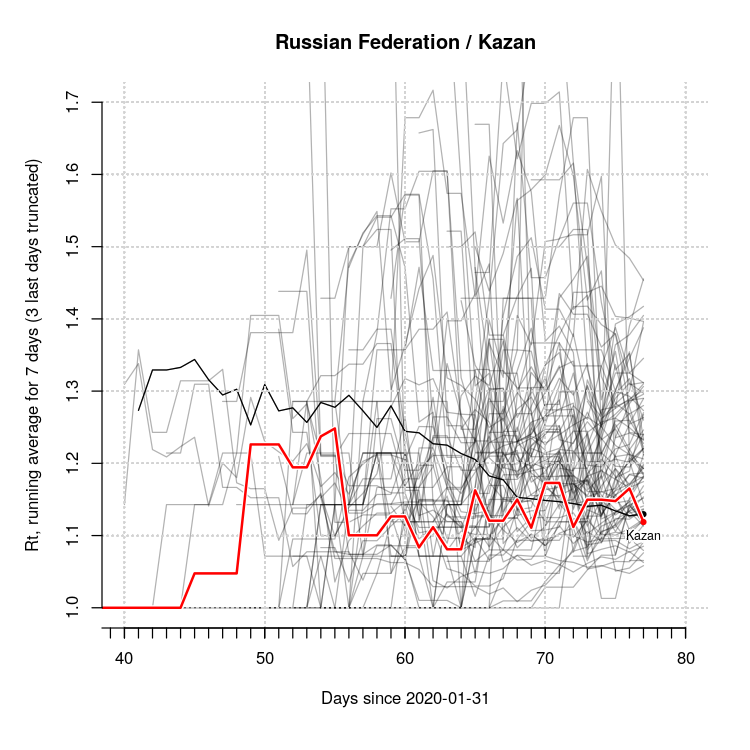 Russian Federation / Kazan
Rt, running average for 7 days (3 last days truncated)
1.7
1.6
1.5
1.4
1.3
1.2
1.1
1.0
Kazan
40 50 60 70 80
Days since 2020-01-31